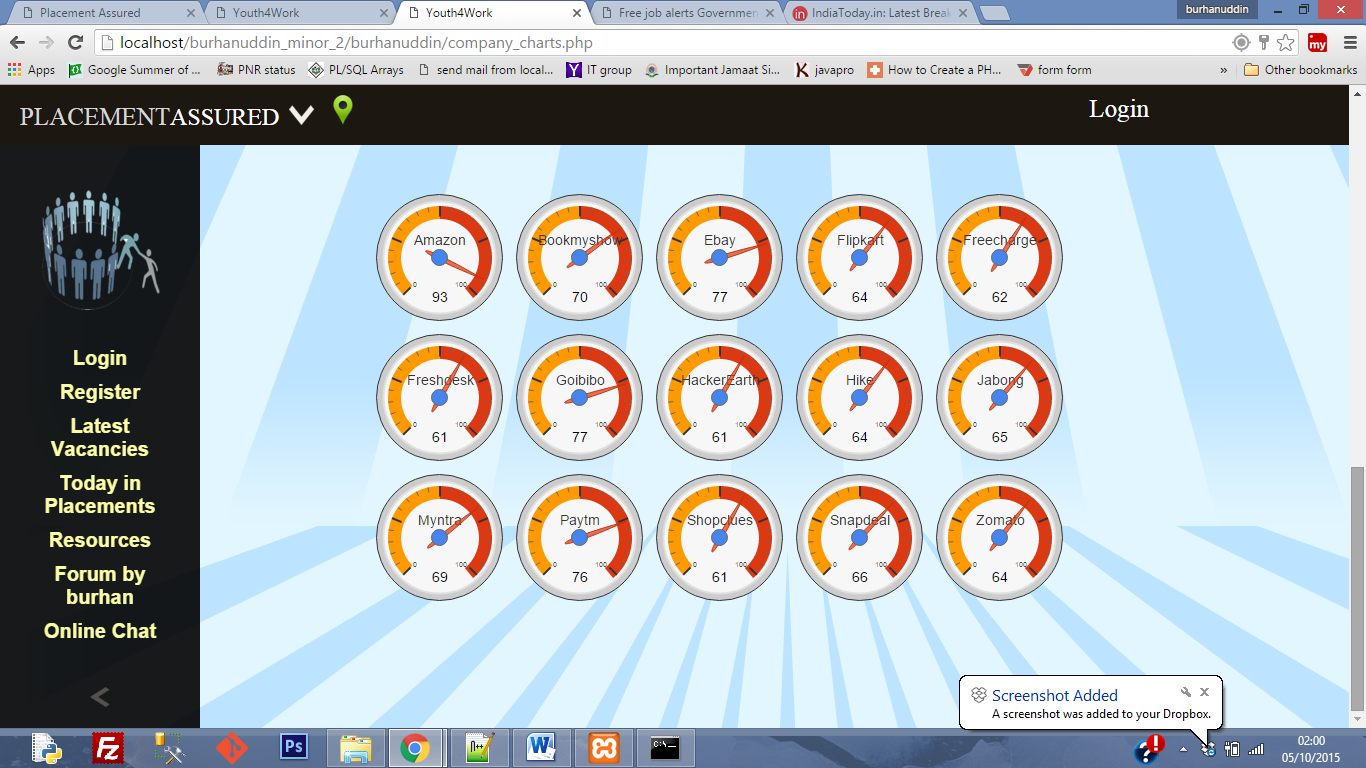 Placement Assured
Youth4Work
Youth4Work
Free job alerts Governmen
IndiaToday.in: Latest Break
burhanuddin
localhost/burhanuddin_minor_2/burhanuddin/company_charts.php
my
Apps
Google Summer of ...
PNR status
PL/SQL Arrays
send mail from local...
IT group
Important Jamaat Si...
javapro
How to Create a PH...
form form
»
Other bookmarks
PLACEMENTASSURED
Login
Login
Register
Latest
Vacancies
Today in
Placements
Resources
Forum by
burhan
Online Chat
Amazon
0 100
93
Bookmyshow
0 100
70
Ebay
0 100
77
Flipkart
0 100
64
Freecharge
0 100
62
Freshdesk
0 100
61
Goibibo
0 100
77
HackerEarth
0 100
61
Hike
0 100
64
Jabong
0 100
65
Myntra
0 100
69
Paytm
0 100
76
Shopclues
0 100
61
Snapdeal
0 100
66
Zomato
0 100
64
Screenshot Added
A screenshot was added to your Dropbox.
Fz
Ps
C:\
02:00
05/10/2015